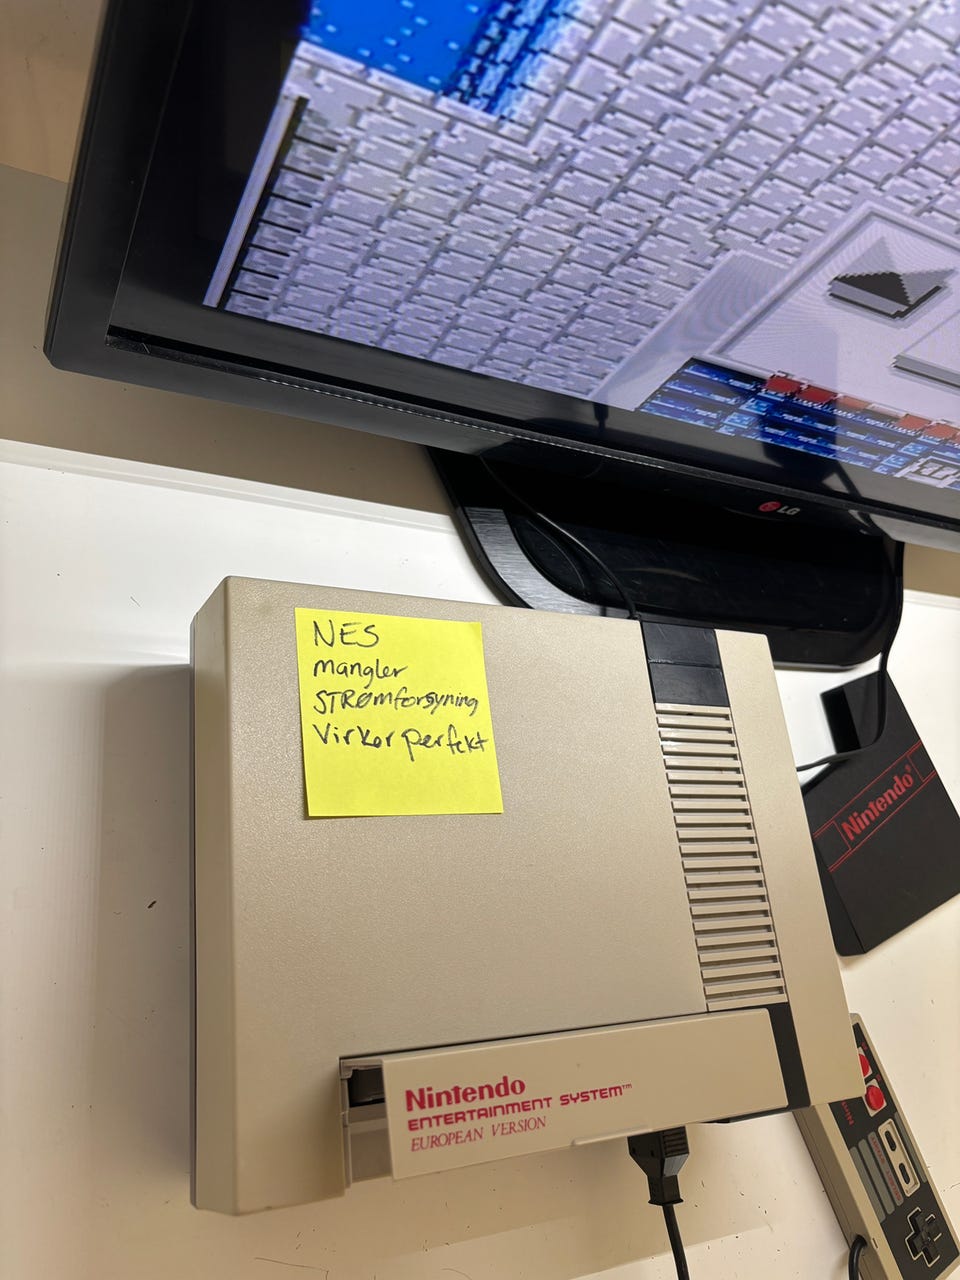 LG
NES
mangler
STRØMforsyning
Virker perfekt
Nintendo®
Nintendo
ENTERTAINMENT SYSTEM™
EUROPEAN VERSION